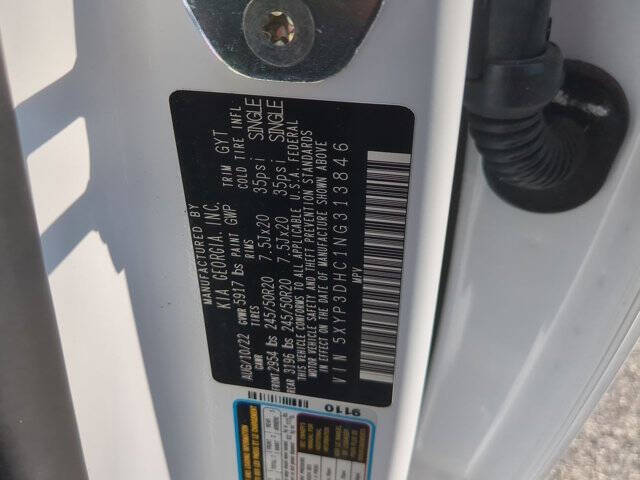 MANUFACTURED BY
KIA GEORGIA, INC.
AUG/10/22 GVWR 5917 lbs PAINT GWP TRIM GYT
GAWR TIRES RIMS COLD TIRE INFL
FRONT 2954 lbs 245/50R20 7.5Jx20 35psi SINGLE
REAR 3196 lbs 245/50R20 7.5Jx20 35psi SINGLE
THIS VEHICLE CONFORMS TO ALL APPLICABLE U.S.A. FEDERAL
MOTOR VEHICLE SAFETY AND THEFT PREVENTION STANDARDS
IN EFFECT ON THE DATE OF MANUFACTURE SHOWN ABOVE
VIN 5XYP3DHC1NG313846
MPV
9110